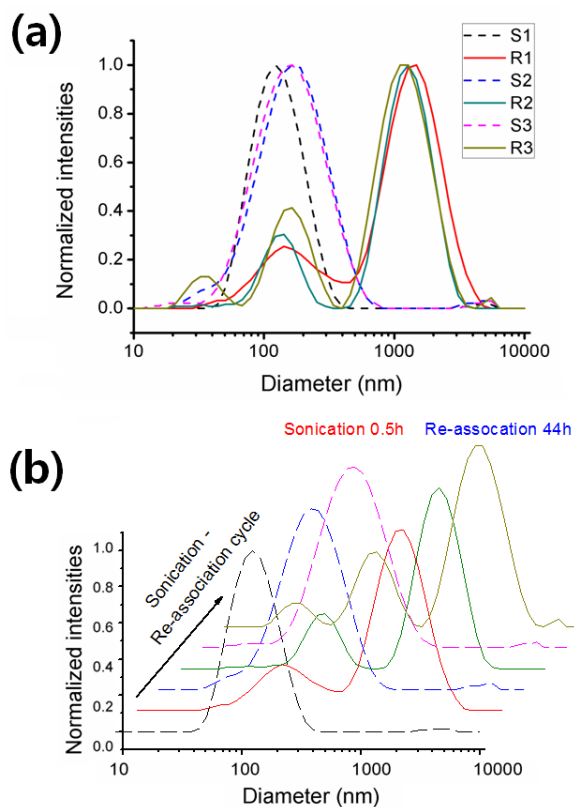 (a)
S1
R1
S2
R2
S3
R3
1.0
0.8
0.6
0.4
0.2
0.0
Normalized intensities
10
100
1000
10000
Diameter (nm)
Sonication 0.5h
Re-assocation 44h
(b)
Sonication -
Re-association cycle
1.0
0.8
0.6
0.4
0.2
0.0
Normalized intensities
10
100
1000
10000
Diameter (nm)